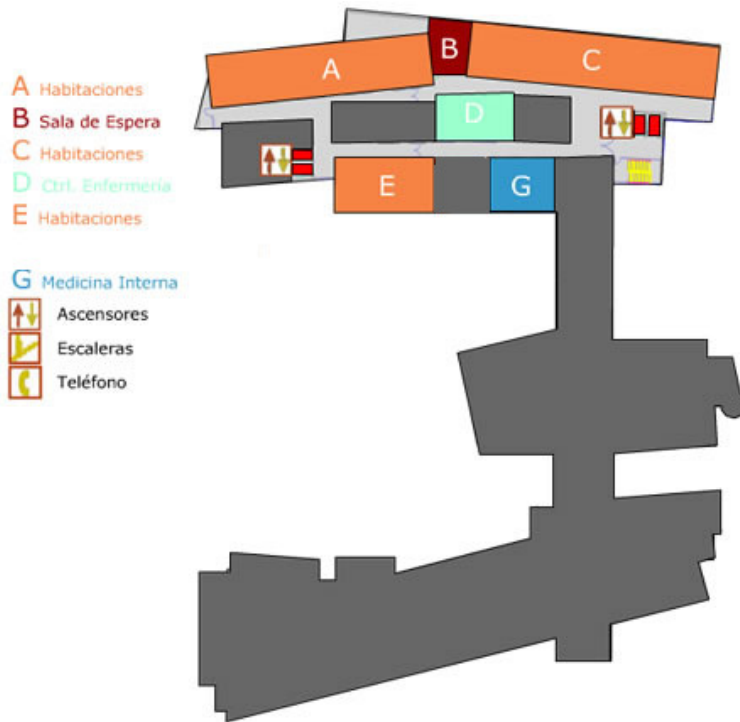 A Habitaciones
B Sala de Espera
C Habitaciones
D Ctrl. Enfermería
E Habitaciones
G Medicina Interna
Ascensores
Escaleras
Teléfono
B
A
C
D
E
G